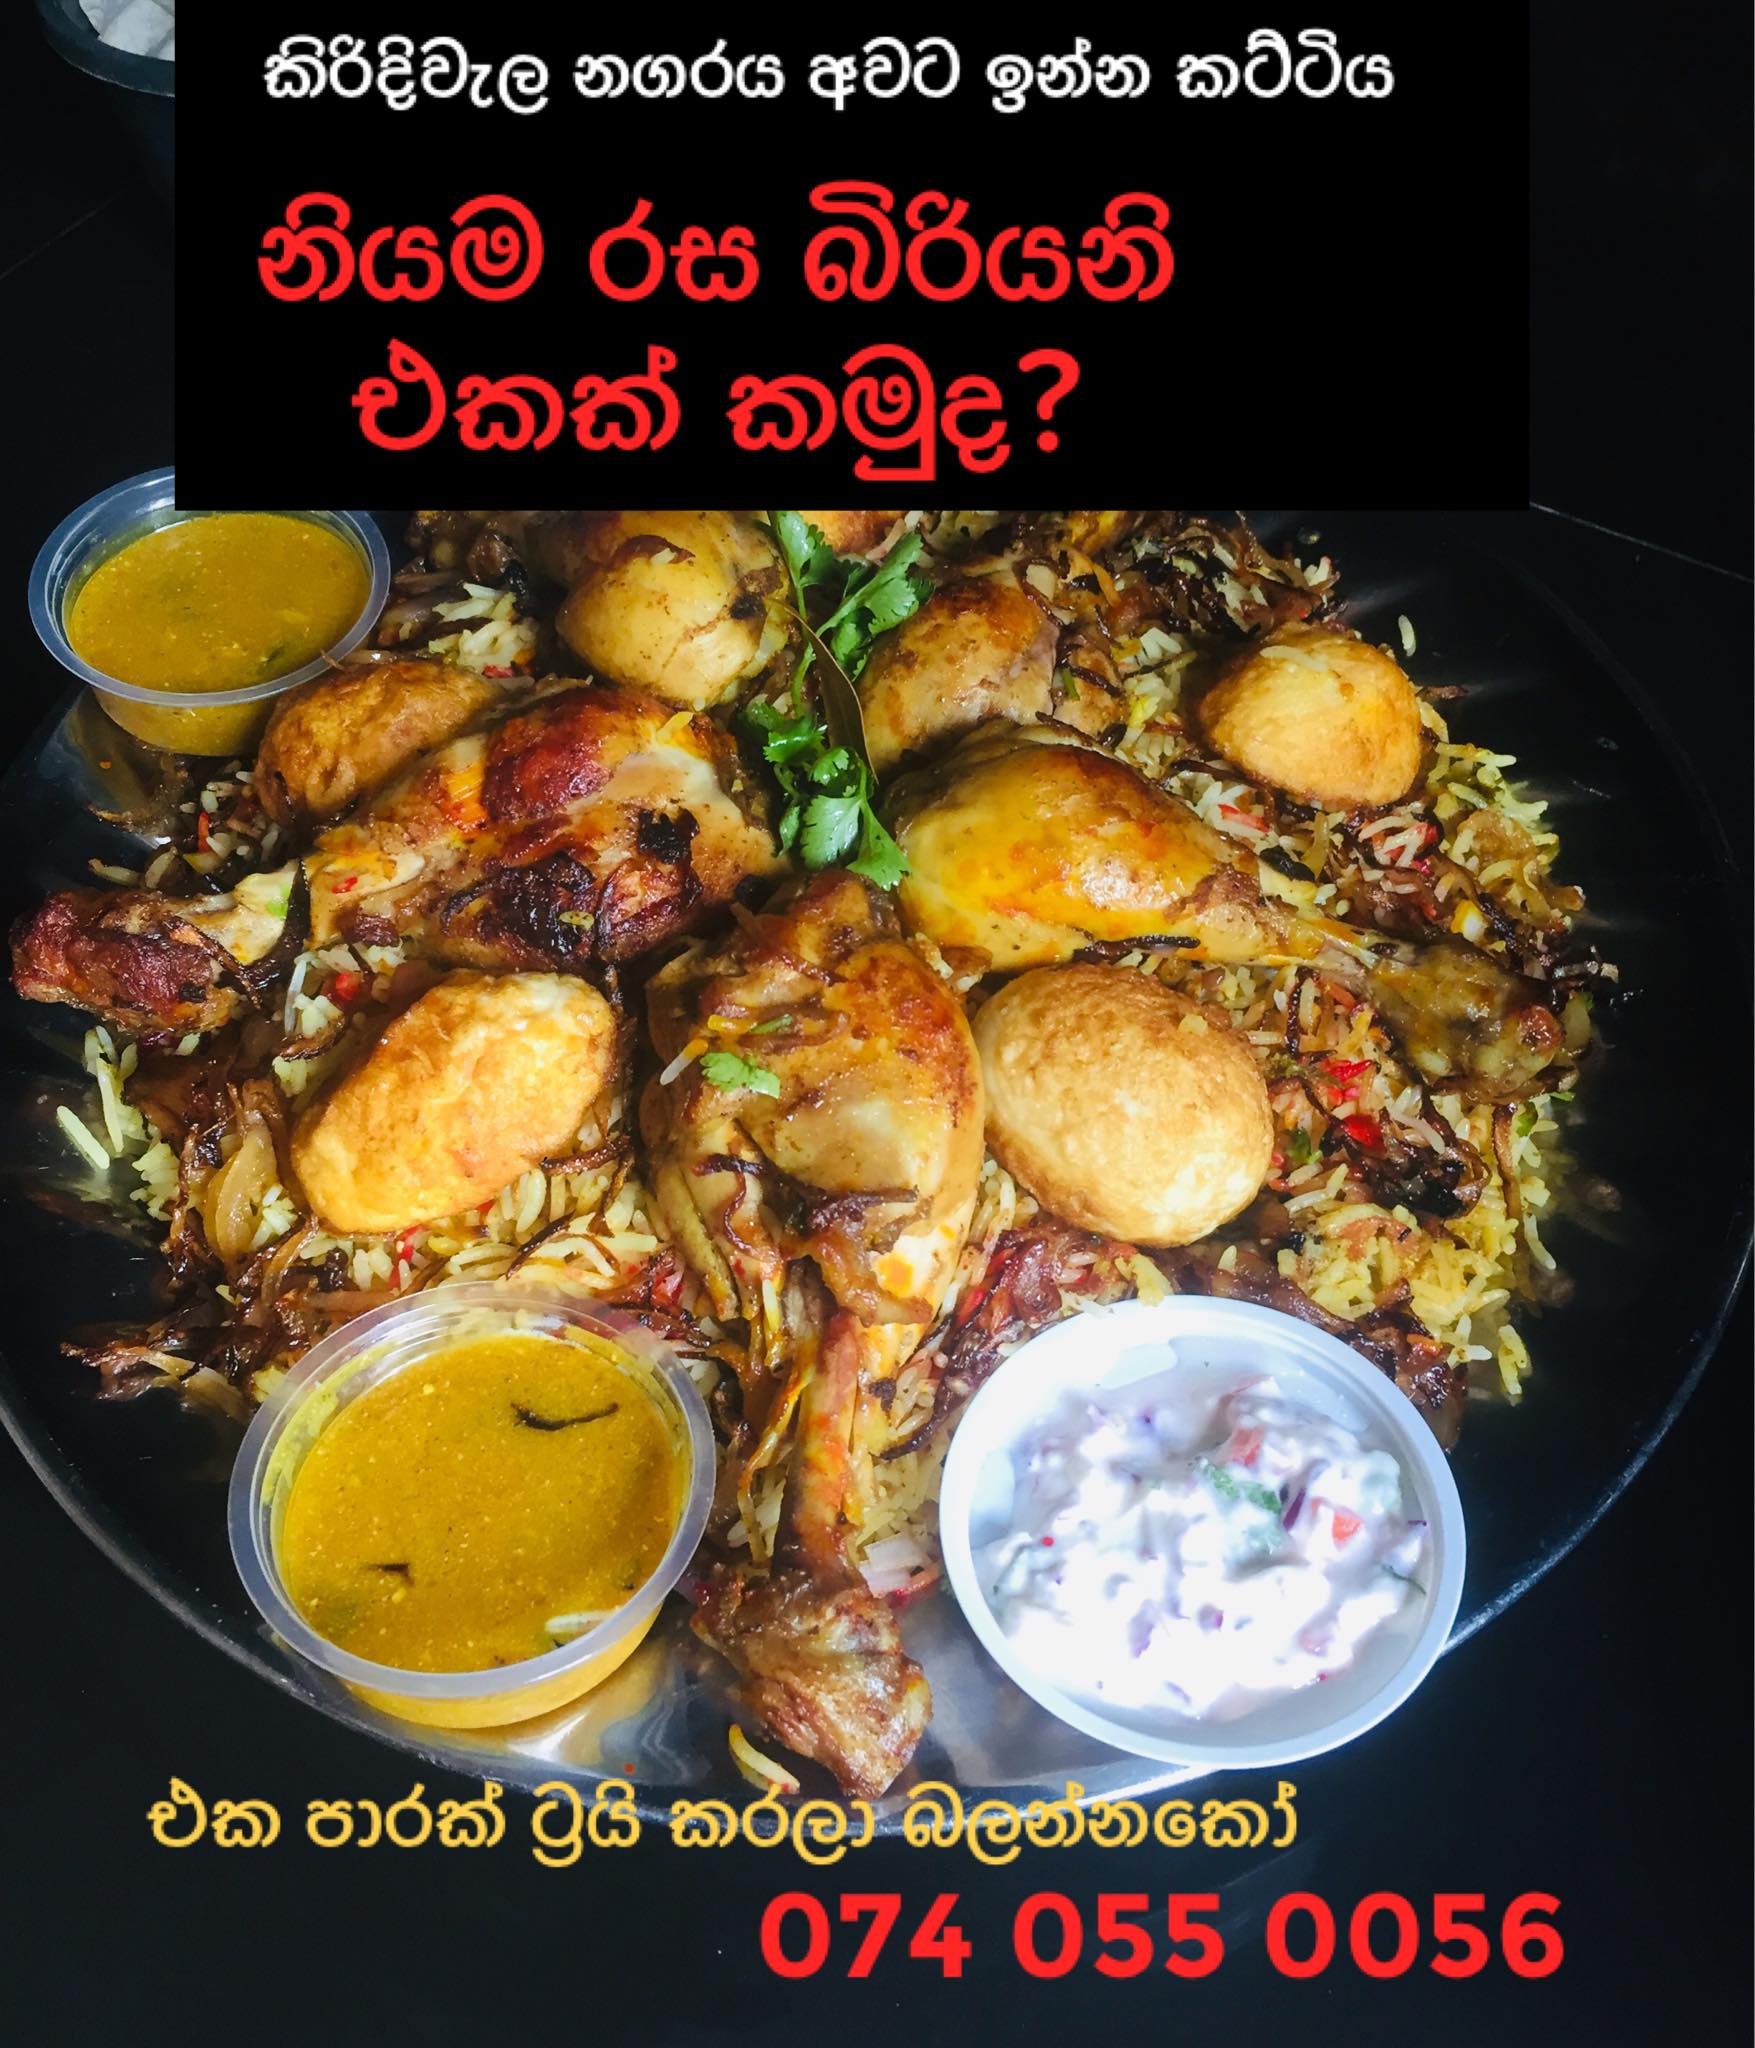 කිරිදිවැල නගරය අවට ඉන්න කට්ටිය
නියම රස බිරියනි
එකක් කමුද?
එක පාරක් ට්‍රයි කරලා බලන්නකෝ
074 055 0056